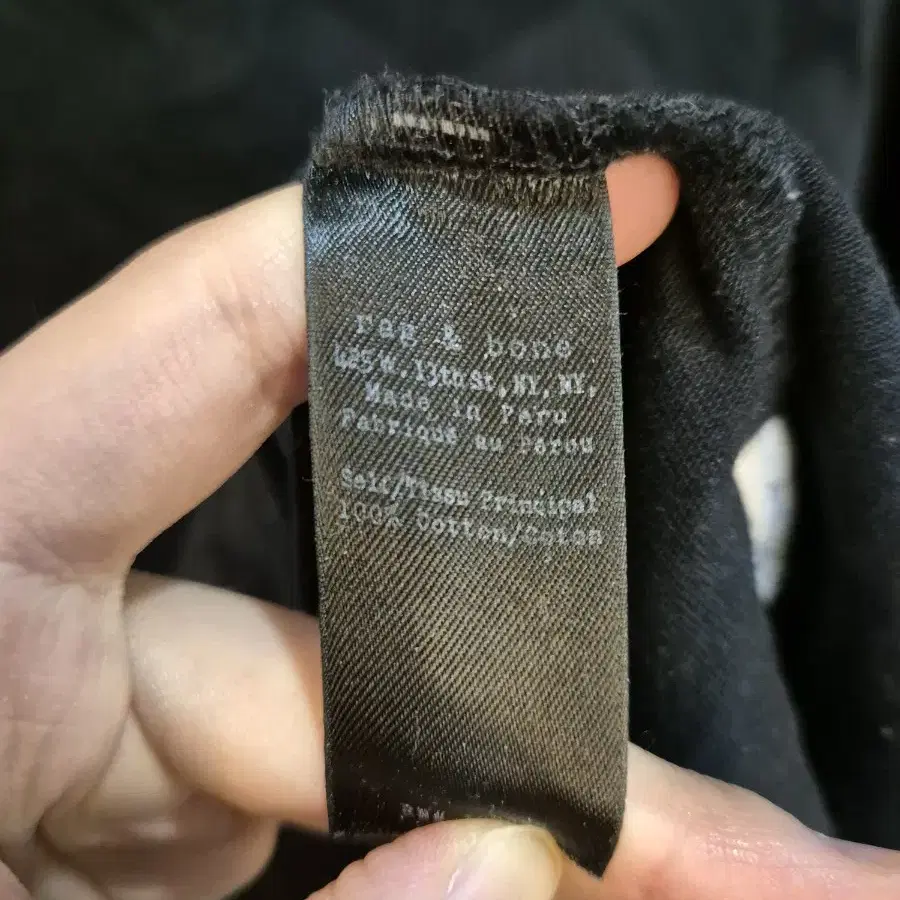 rag & bone
425 W. 13th St, NY, NY,
Made in Peru
Fabriqué au Pérou
Self/Tissu Principal
100% Cotton/Coton